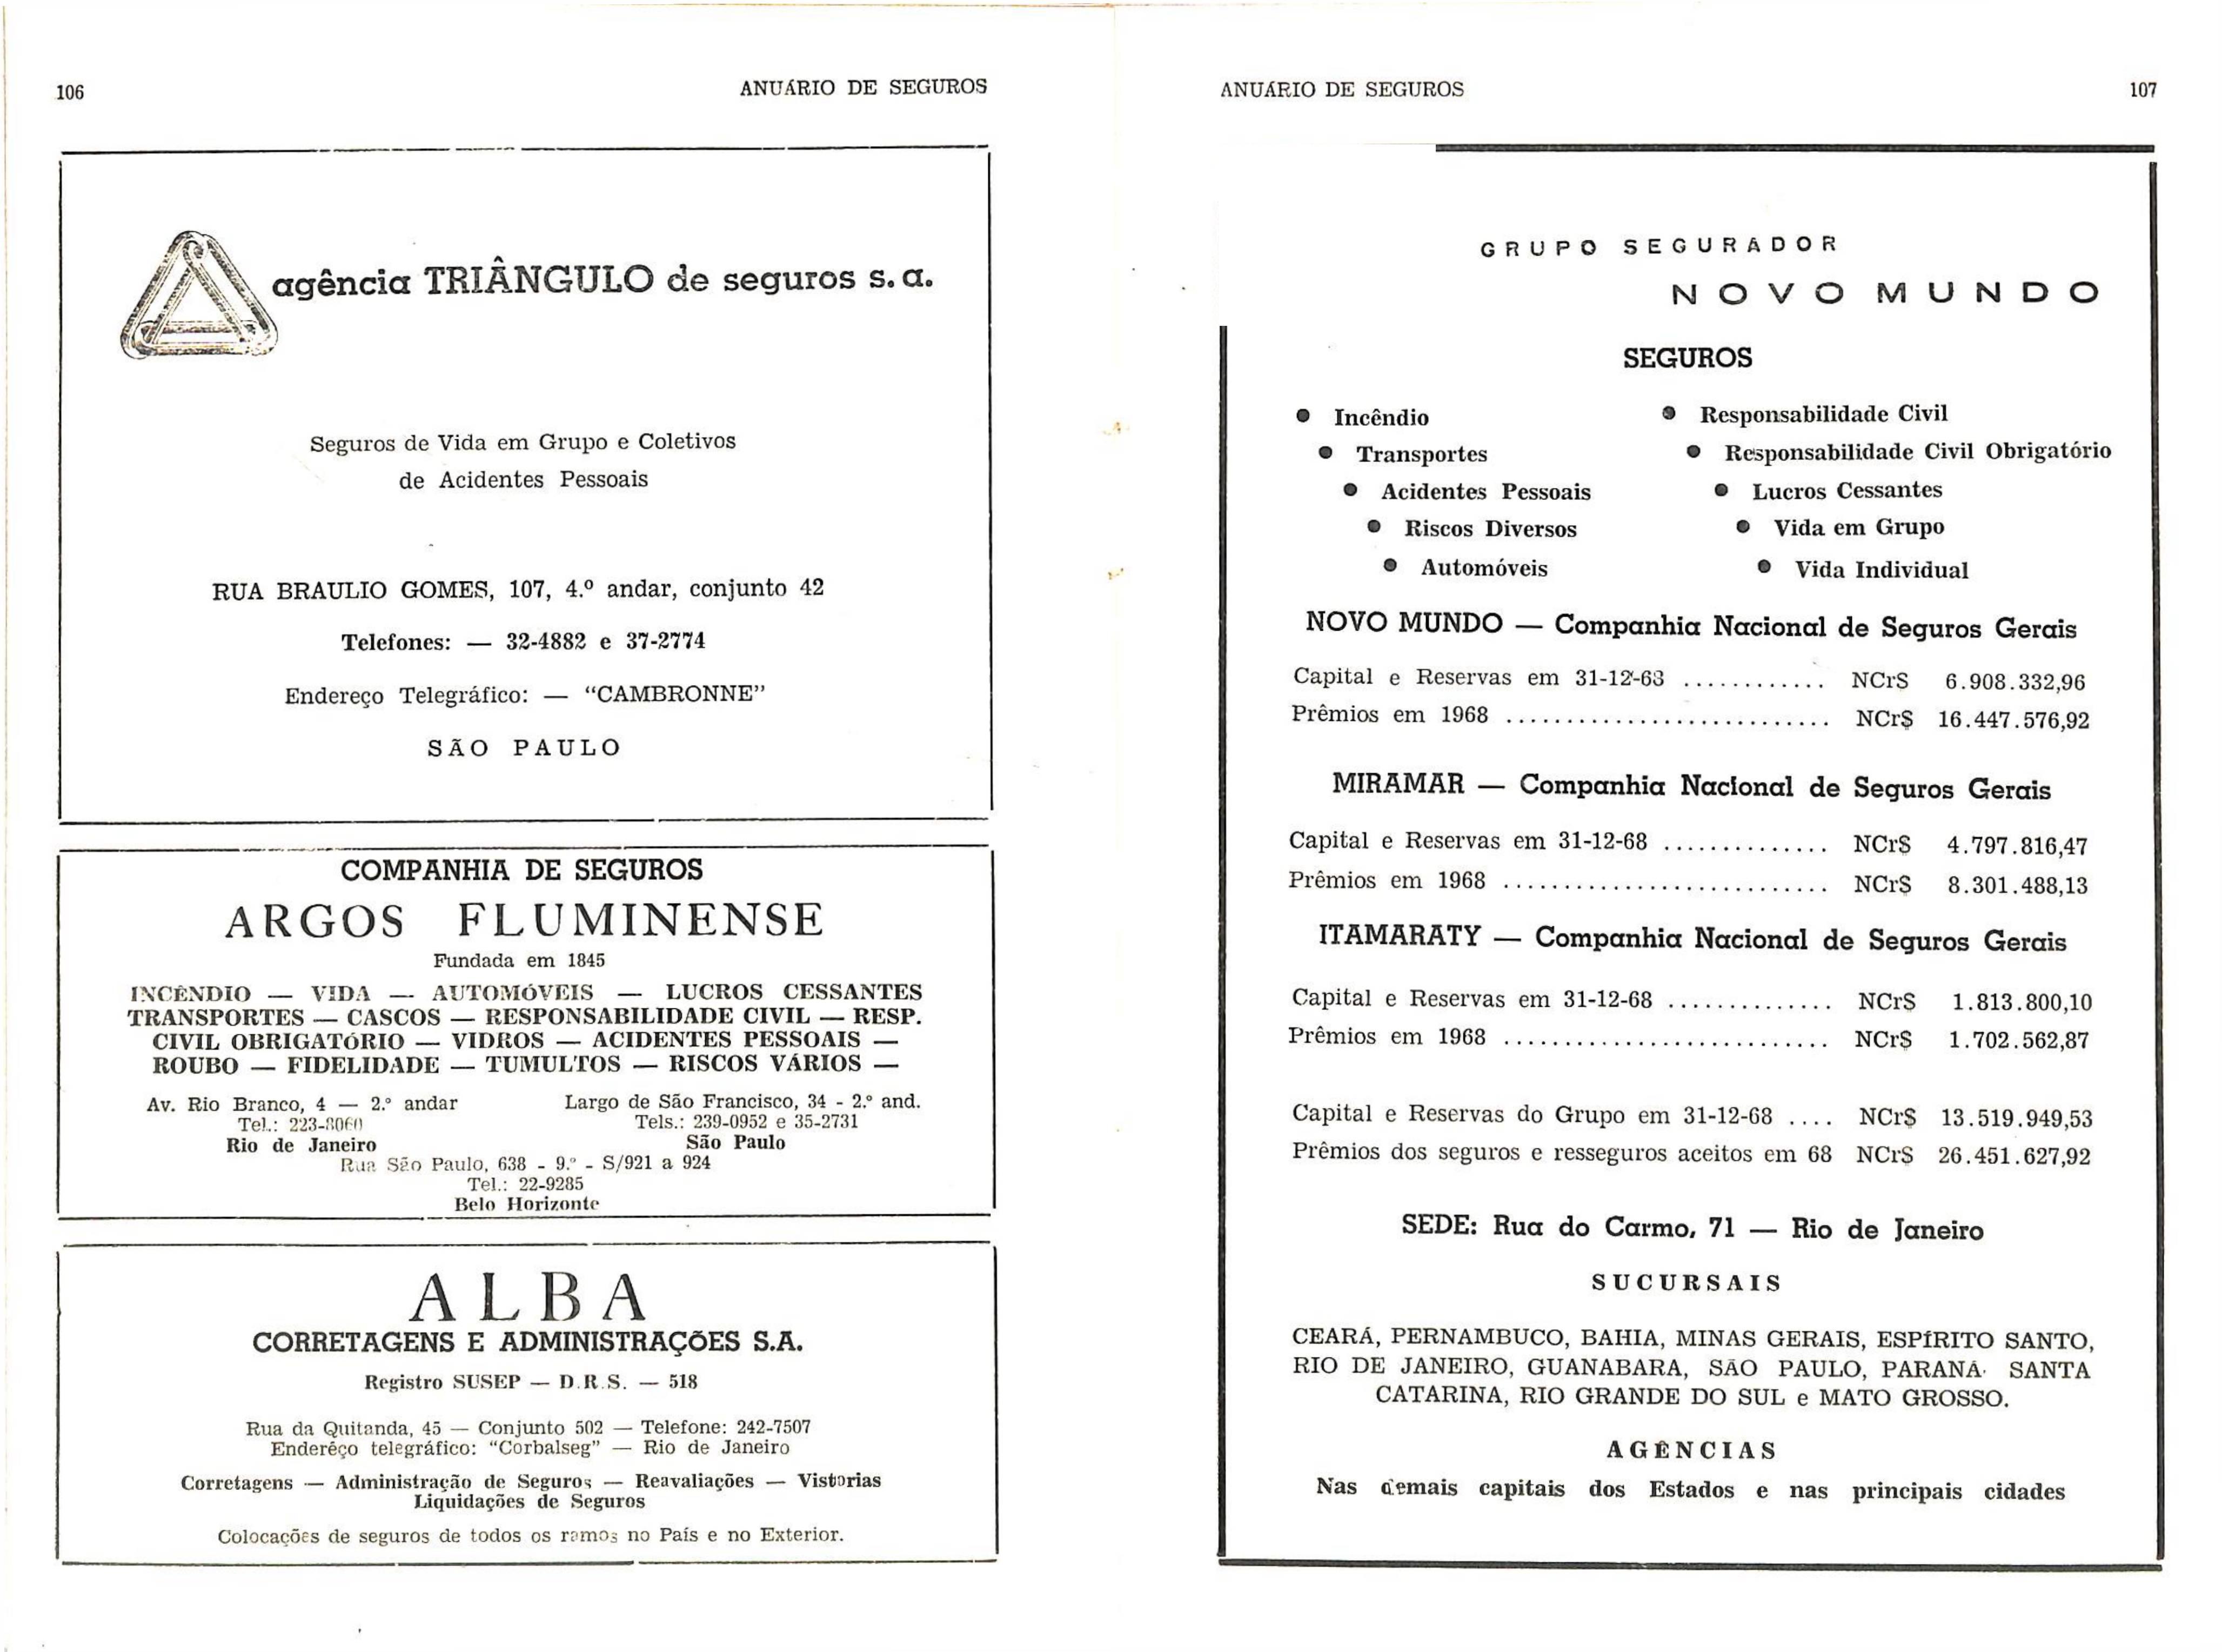 106
ANUÁRIO DE SEGUROS
agência TRIÂNGULO de seguros s. a.
Seguros de Vida em Grupo e Coletivos
de Acidentes Pessoais
RUA BRAULIO GOMES, 107, 4.º andar, conjunto 42
Telefones: — 32-4882 e 37-2774
Endereço Telegráfico: — “CAMBRONNE”
SÃO PAULO
COMPANHIA DE SEGUROS
ARGOS FLUMINENSE
Fundada em 1845
INCÊNDIO — VIDA — AUTOMÓVEIS — LUCROS CESSANTES
TRANSPORTES — CASCOS — RESPONSABILIDADE CIVIL — RESP.
CIVIL OBRIGATÓRIO — VIDROS — ACIDENTES PESSOAIS —
ROUBO — FIDELIDADE — TUMULTOS — RISCOS VÁRIOS —
Av. Rio Branco, 4 — 2.º andar
Tel.: 223-8060
Rio de Janeiro
Largo de São Francisco, 34 - 2.º and.
Tels.: 239-0952 e 35-2731
São Paulo
Rua São Paulo, 638 - 9.º - S/921 a 924
Tel.: 22-9285
Belo Horizonte
ALBA
CORRETAGENS E ADMINISTRAÇÕES S.A.
Registro SUSEP — D.R.S. — 518
Rua da Quitanda, 45 — Conjunto 502 — Telefone: 242-7507
Enderêço telegráfico: “Corbalseg” — Rio de Janeiro
Corretagens — Administração de Seguros — Reavaliações — Vistorias
Liquidações de Seguros
Colocações de seguros de todos os ramos no País e no Exterior.
ANUÁRIO DE SEGUROS
107
GRUPO SEGURADOR
NOVO MUNDO
SEGUROS
● Incêndio
● Transportes
● Acidentes Pessoais
● Riscos Diversos
● Automóveis
● Responsabilidade Civil
● Responsabilidade Civil Obrigatório
● Lucros Cessantes
● Vida em Grupo
● Vida Individual
NOVO MUNDO — Companhia Nacional de Seguros Gerais
Capital e Reservas em 31-12-68 ............ NCr$ 6.908.332,96
Prêmios em 1968 ........................... NCr$ 16.447.576,92
MIRAMAR — Companhia Nacional de Seguros Gerais
Capital e Reservas em 31-12-68 .............. NCr$ 4.797.816,47
Prêmios em 1968 ........................... NCr$ 8.301.488,13
ITAMARATY — Companhia Nacional de Seguros Gerais
Capital e Reservas em 31-12-68 .............. NCr$ 1.813.800,10
Prêmios em 1968 ........................... NCr$ 1.702.562,87
Capital e Reservas do Grupo em 31-12-68 .... NCr$ 13.519.949,53
Prêmios dos seguros e resseguros aceitos em 68 NCr$ 26.451.627,92
SEDE: Rua do Carmo, 71 — Rio de Janeiro
SUCURSAIS
CEARÁ, PERNAMBUCO, BAHIA, MINAS GERAIS, ESPÍRITO SANTO,
RIO DE JANEIRO, GUANABARA, SÃO PAULO, PARANÁ, SANTA
CATARINA, RIO GRANDE DO SUL e MATO GROSSO.
AGÊNCIAS
Nas demais capitais dos Estados e nas principais cidades